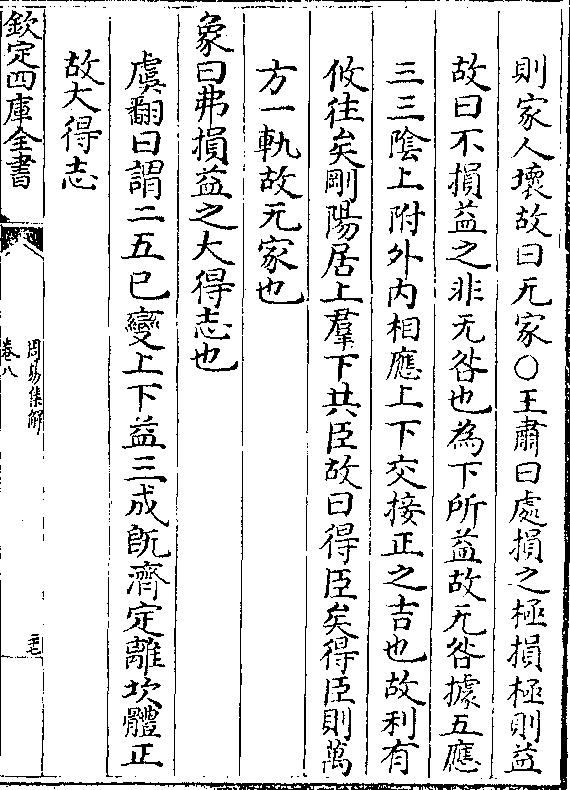 則家人壞故曰无家○王肅曰處損之極損極則益
故曰不損益之非无咎也為下所益故无咎據五應
三三隂上附外内相應上下交接正之吉也故利有
攸往矣剛陽居上羣下共臣故曰得臣矣得臣則萬
方一軌故无家也
象曰弗損益之大得志也
虞翻曰謂二五已變上下益三成旣濟定離坎體正
故大得志
欽定四庫全書
周易集解
卷八